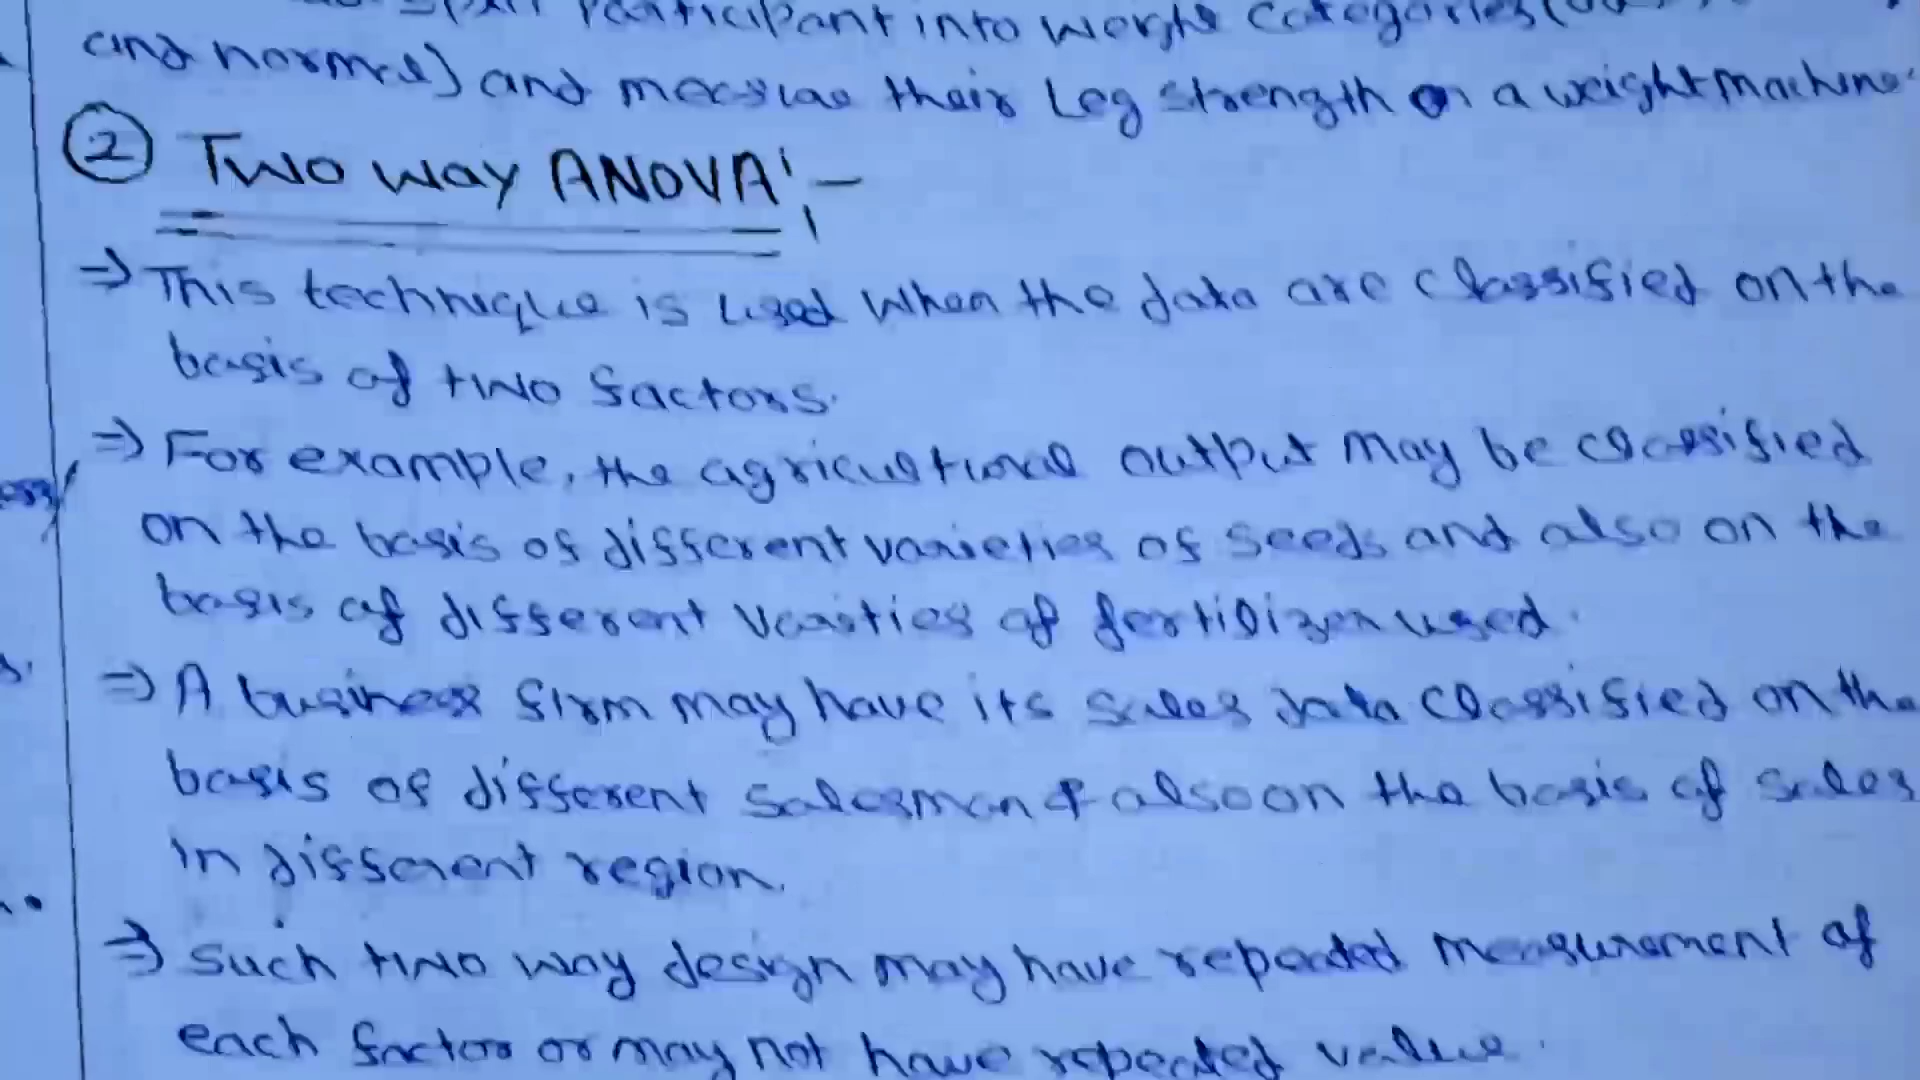 split participant into weight categories
and normal) and measure their Leg strength on a weight machine.
② Two way ANOVA:-
⇒ This technique is used when the data are classified on the
basis of two factors.
⇒ For example, the agricultural output may be classified
on the basis of different varieties of seeds and also on the
basis of different varities of fertilizer used.
⇒ A business firm may have its sales data classified on the
basis of different salesman & also on the basis of sales
in different region.
⇒ Such two way design may have repeated measurement of
each factor or may not have repeated value.